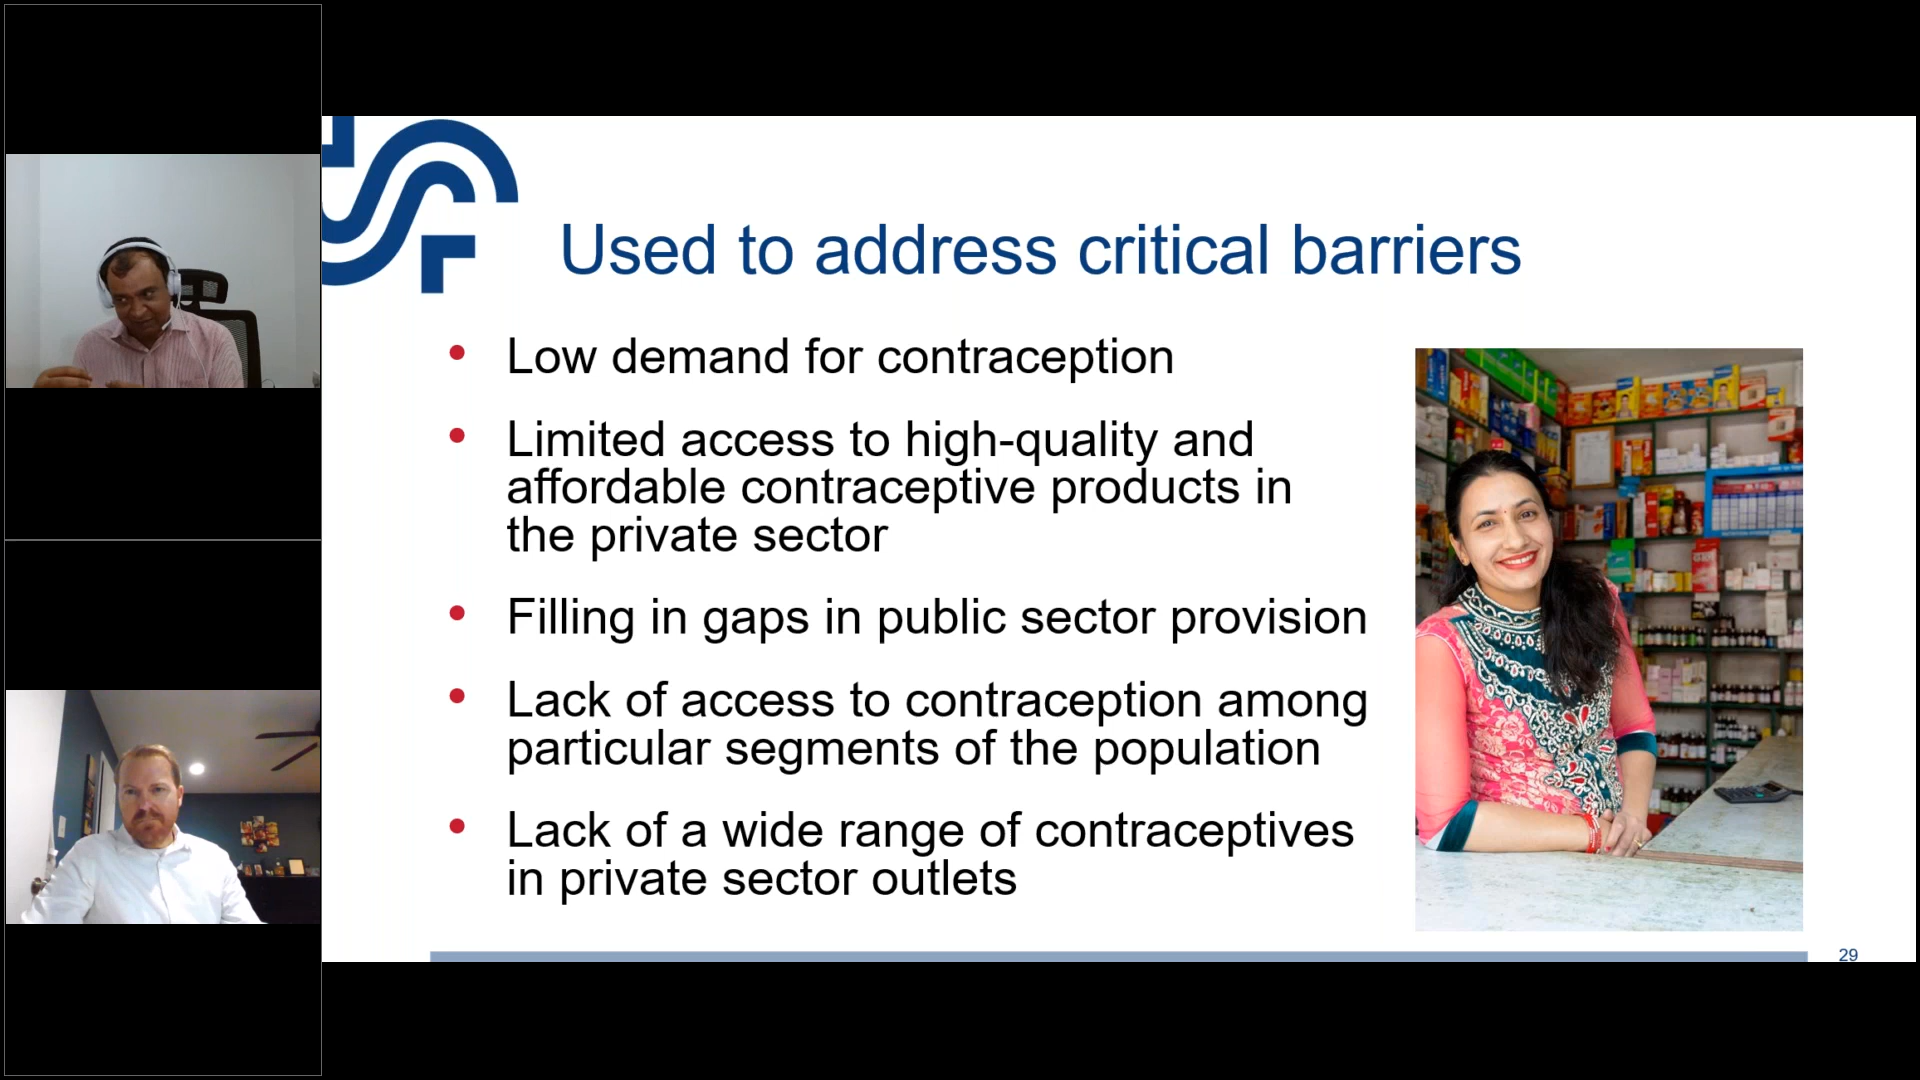 Used to address critical barriers
• Low demand for contraception
• Limited access to high-quality and
affordable contraceptive products in
the private sector
• Filling in gaps in public sector provision
• Lack of access to contraception among
particular segments of the population
• Lack of a wide range of contraceptives
in private sector outlets
29